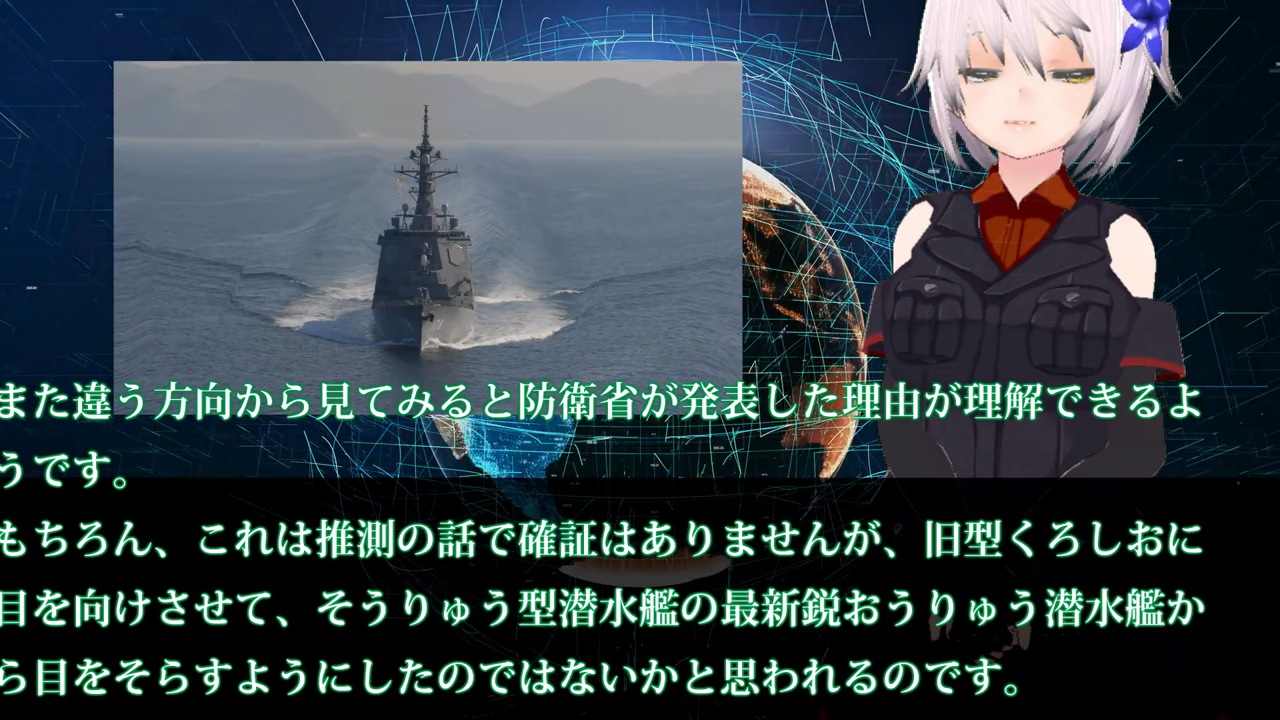 また違う方向から見てみると防衛省が発表した理由が理解できるよ
うです。
もちろん、これは推測の話で確証はありませんが、旧型くろしおに
目を向けさせて、そうりゅう型潜水艦の最新鋭おうりゅう潜水艦か
ら目をそらすようにしたのではないかと思われるのです。